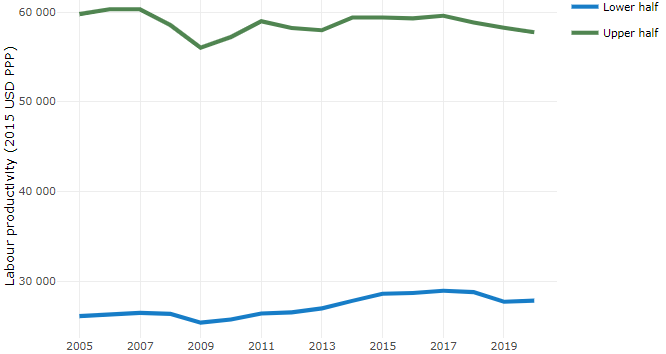 Lower half
Upper half
Labour productivity (2015 USD PPP)
60 000
50 000
40 000
30 000
2005 2007 2009 2011 2013 2015 2017 2019